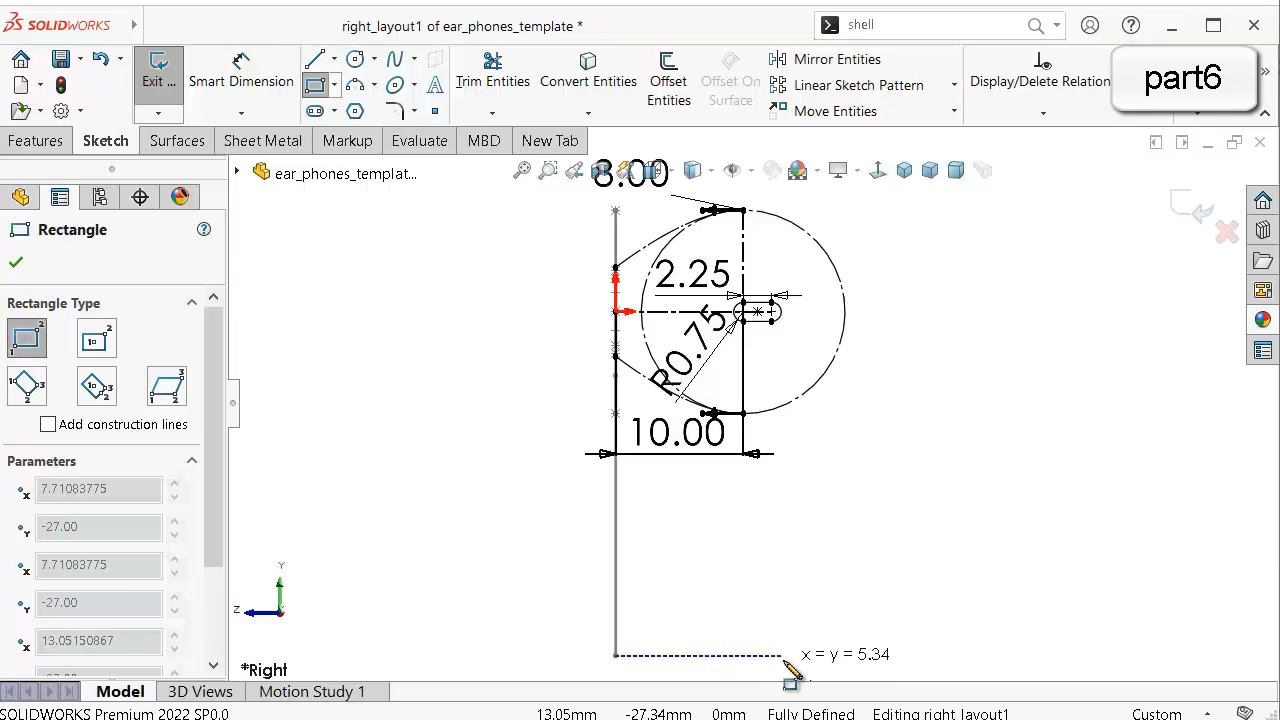 SOLIDWORKS
right_layout1 of ear_phones_template *
shell
Exit ...
Smart Dimension
Trim Entities
Convert Entities
Offset Entities
Offset On Surface
Mirror Entities
Linear Sketch Pattern
Move Entities
Display/Delete Relation
part6
Features
Sketch
Surfaces
Sheet Metal
Markup
Evaluate
MBD
New Tab
ear_phones_templat...
Rectangle
Rectangle Type
Add construction lines
Parameters
7.71083775
-27.00
7.71083775
-27.00
13.05150867
8.00
2.25
R0.75
10.00
x = y = 5.34
Y
Z
*Right
Model
3D Views
Motion Study 1
SOLIDWORKS Premium 2022 SP0.0
13.05mm
-27.34mm
0mm
Fully Defined
Editing right_layout1
Custom